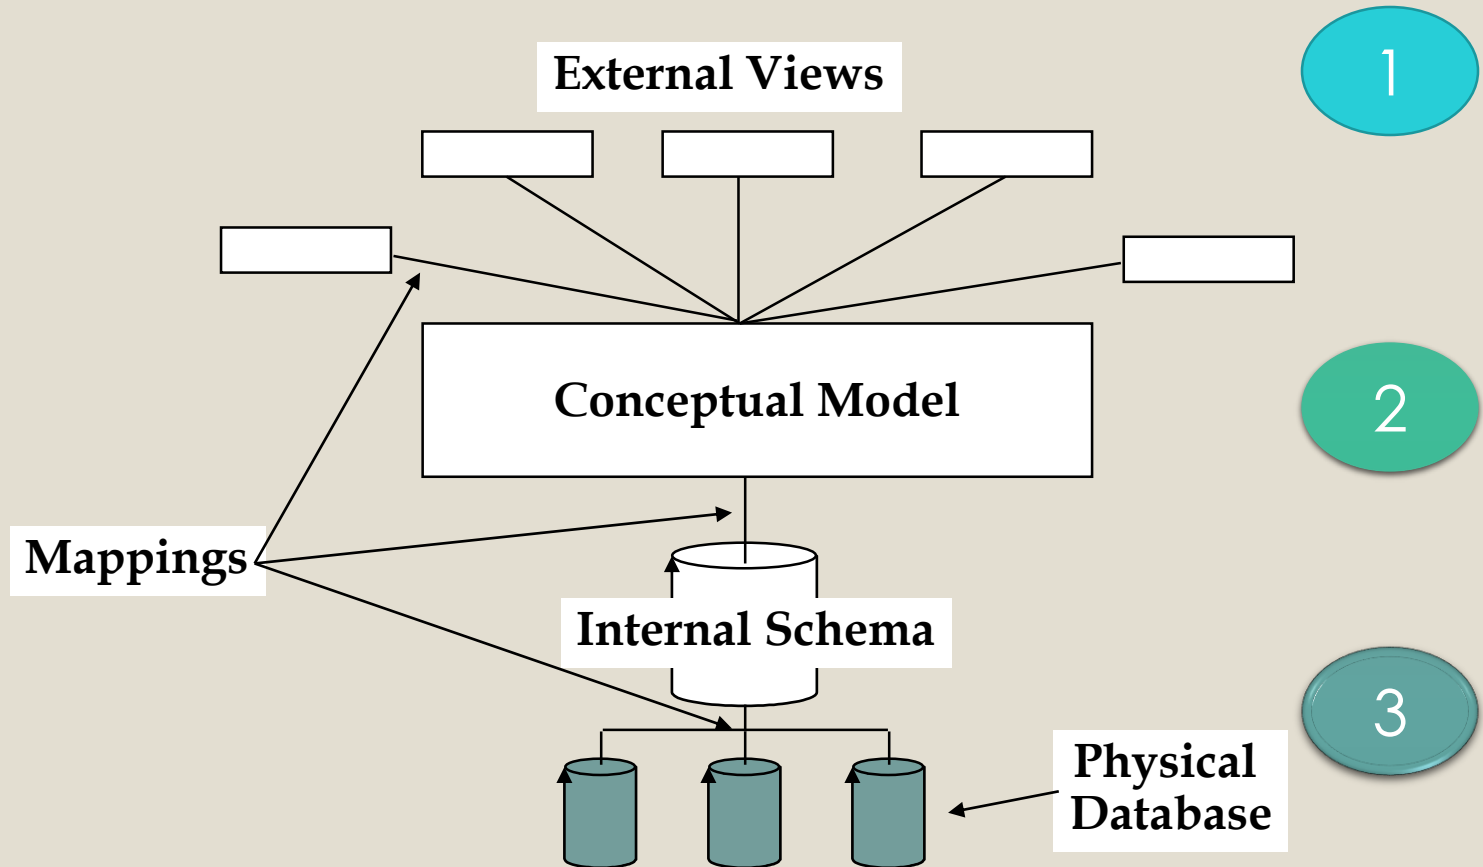 External Views
1
Conceptual Model
2
Mappings
Internal Schema
3
Physical
Database